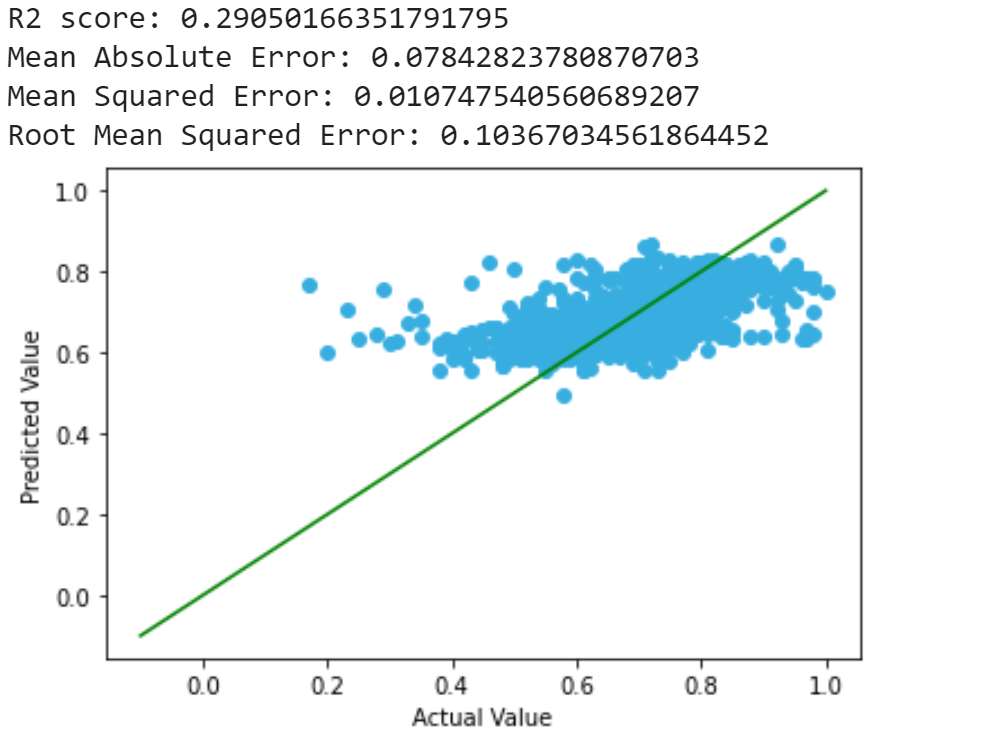 R2 score: 0.29050166351791795
Mean Absolute Error: 0.07842823780870703
Mean Squared Error: 0.010747540560689207
Root Mean Squared Error: 0.10367034561864452
1.0
0.8
0.6
0.4
0.2
0.0
Predicted Value
0.0 0.2 0.4 0.6 0.8 1.0
Actual Value